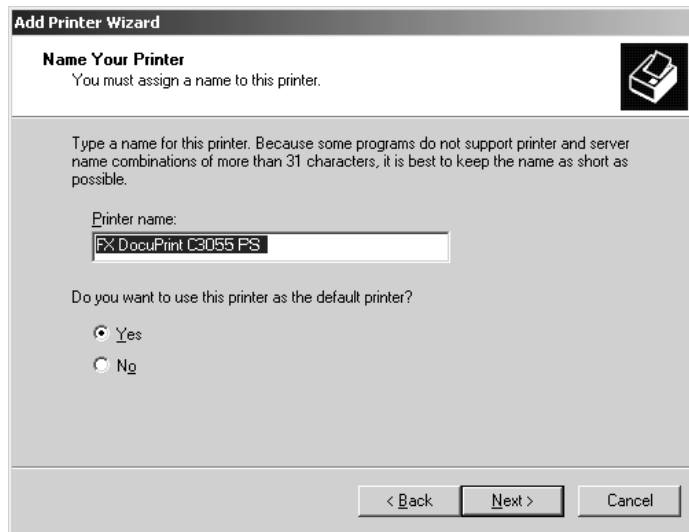 Add Printer Wizard
Name Your Printer
You must assign a name to this printer.
Type a name for this printer. Because some programs do not support printer and server
name combinations of more than 31 characters, it is best to keep the name as short as
possible.
Printer name:
FX DocuPrint C3055 PS
Do you want to use this printer as the default printer?
Yes
No
< Back Next > Cancel